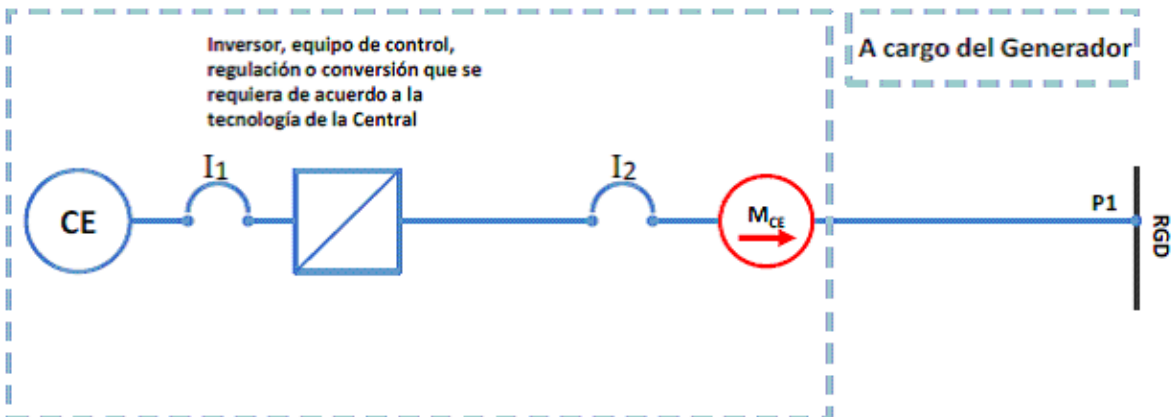 Inversor, equipo de control,
regulación o conversión que se
requiera de acuerdo a la
tecnología de la Central
A cargo del Generador
CE
I1
I2
MCE
P1
RGD